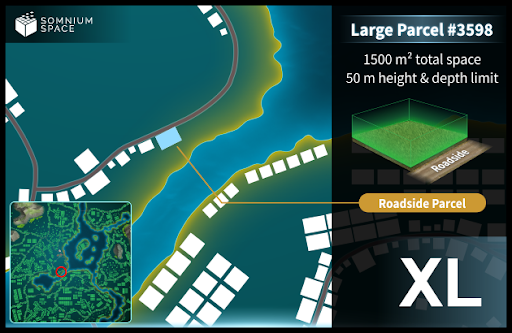 SOMNIUM
SPACE
Large Parcel #3598
1500 m² total space
50 m height & depth limit
Roadside
Roadside Parcel
XL